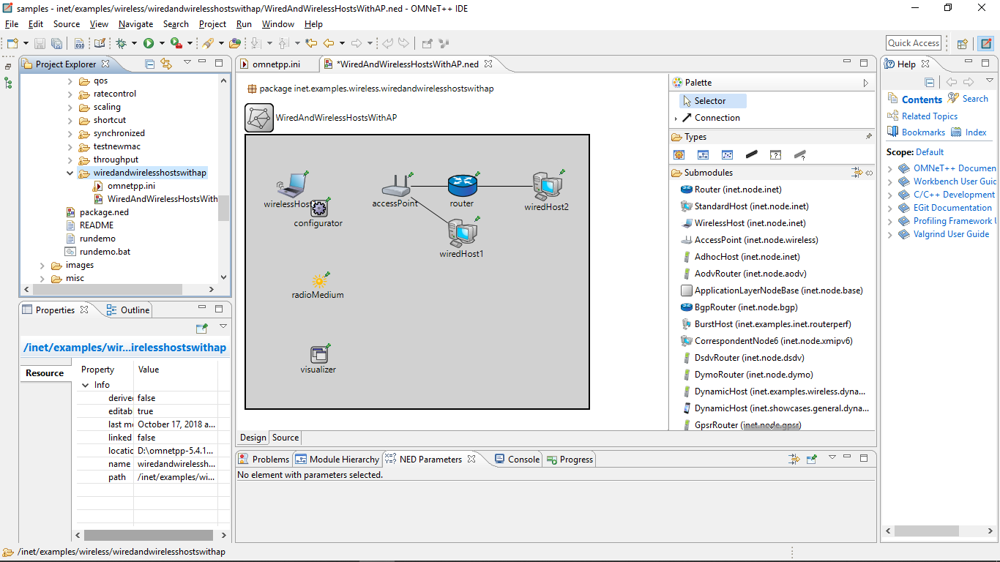 samples - inet/examples/wireless/wiredandwirelesshostswithap/WiredAndWirelessHostsWithAP.ned - OMNeT++ IDE
File Edit Source View Navigate Search Project Run Window Help
010
Quick Access
Project Explorer
qos
ratecontrol
scaling
shortcut
synchronized
testnewmac
throughput
wiredandwirelesshostswithap
omnetpp.ini
WiredAndWirelessHostsWith
package.ned
README
rundemo
rundemo.bat
images
misc
Properties Outline
/inet/examples/wir...irelesshostswithap
Resource
Property Value
Info
derive false
editab true
last m October 17, 2018 a...
linked false
locatic D:\omnetpp-5.4.1...
name wiredandwirelessh...
path /inet/examples/wi...
omnetpp.ini *WiredAndWirelessHostsWithAP.ned
package inet.examples.wireless.wiredandwirelesshostswithap
WiredAndWirelessHostsWithAP
wirelessHost
configurator
accessPoint
router
wiredHost2
wiredHost1
radioMedium
visualizer
Design Source
Palette
Selector
Connection
Types
Submodules
Router (inet.node.inet)
StandardHost (inet.node.inet)
WirelessHost (inet.node.inet)
AccessPoint (inet.node.wireless)
AdhocHost (inet.node.inet)
AodvRouter (inet.node.aodv)
ApplicationLayerNodeBase (inet.node.base)
BgpRouter (inet.node.bgp)
BurstHost (inet.examples.inet.routerperf)
CorrespondentNode6 (inet.node.xmipv6)
DsdvRouter (inet.node.dsdv)
DymoRouter (inet.node.dymo)
DynamicHost (inet.examples.wireless.dyna...
DynamicHost (inet.showcases.general.dyna...
GpsrRouter (inet.node.gpsr)
Problems Module Hierarchy NED Parameters Console Progress
No element with parameters selected.
Help
Contents Search
Related Topics
Bookmarks Index
Scope: Default
OMNeT++ Documen
Workbench User Guid
C/C++ Development
EGit Documentation
Profiling Framework U
Valgrind User Guide
/inet/examples/wireless/wiredandwirelesshostswithap